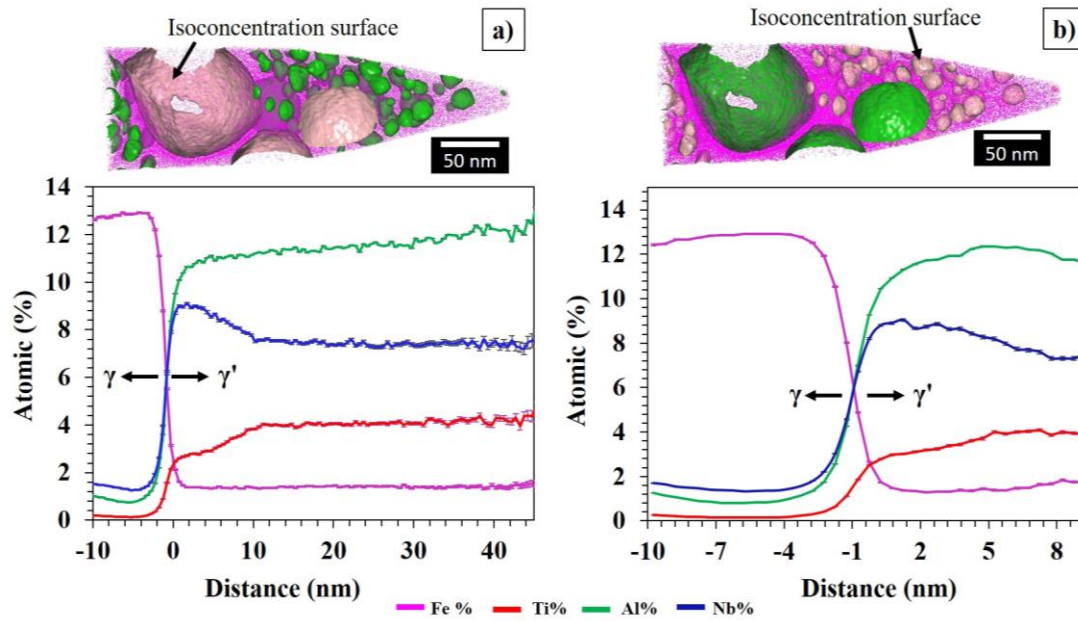 Isoconcentration surface
a)
50 nm
14
12
10
8
6
4
2
0
Atomic (%)
γ γ'
-10 0 10 20 30 40
Distance (nm)
Isoconcentration surface
b)
50 nm
14
12
10
8
6
4
2
0
Atomic (%)
γ γ'
-10 -7 -4 -1 2 5 8
Distance (nm)
Fe % Ti% Al% Nb%